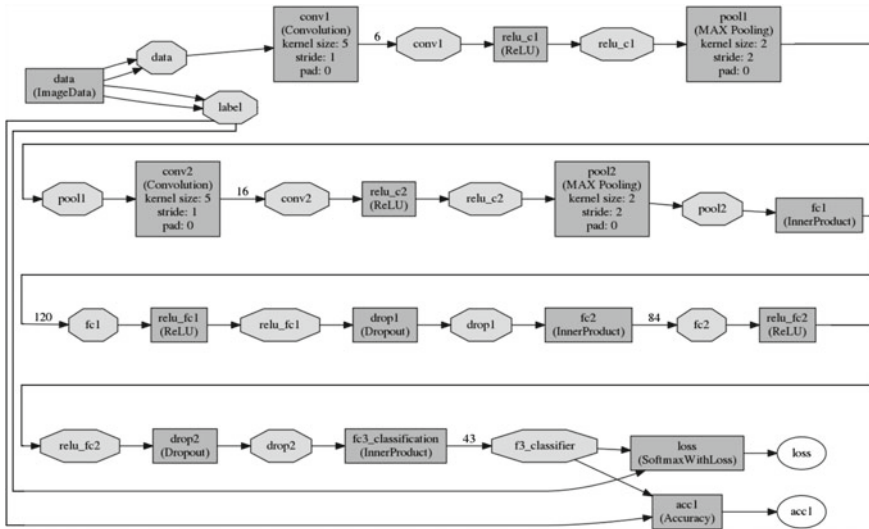 conv1
(Convolution)
kernel size: 5
stride: 1
pad: 0
6
conv1
relu_c1
(ReLU)
relu_c1
pool1
(MAX Pooling)
kernel size: 2
stride: 2
pad: 0
data
data
(ImageData)
label
pool1
conv2
(Convolution)
kernel size: 5
stride: 1
pad: 0
16
conv2
relu_c2
(ReLU)
relu_c2
pool2
(MAX Pooling)
kernel size: 2
stride: 2
pad: 0
pool2
fc1
(InnerProduct)
120
fc1
relu_fc1
(ReLU)
relu_fc1
drop1
(Dropout)
drop1
fc2
(InnerProduct)
84
fc2
relu_fc2
(ReLU)
relu_fc2
drop2
(Dropout)
drop2
fc3_classification
(InnerProduct)
43
f3_classifier
loss
(SoftmaxWithLoss)
loss
acc1
(Accuracy)
acc1